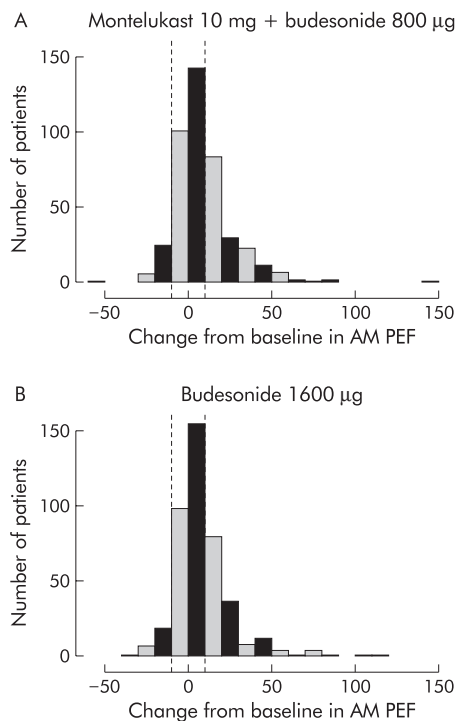 A
Montelukast 10 mg + budesonide 800 µg
Number of patients
150
100
50
0
−50 0 50 100 150
Change from baseline in AM PEF
B
Budesonide 1600 µg
Number of patients
150
100
50
0
−50 0 50 100 150
Change from baseline in AM PEF